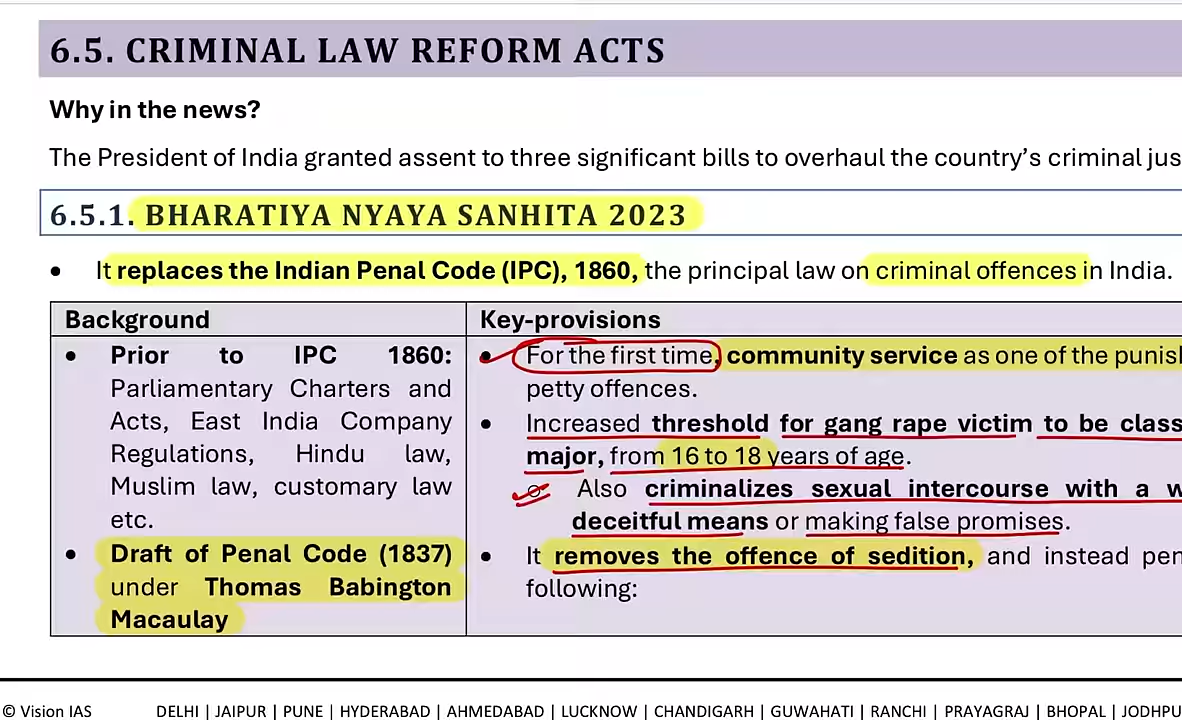 6.5. CRIMINAL LAW REFORM ACTS
Why in the news?
The President of India granted assent to three significant bills to overhaul the country's criminal jus
6.5.1. BHARATIYA NYAYA SANHITA 2023
• It replaces the Indian Penal Code (IPC), 1860, the principal law on criminal offences in India.
Background
• Prior to IPC 1860:
Parliamentary Charters and
Acts, East India Company
Regulations, Hindu law,
Muslim law, customary law
etc.
• Draft of Penal Code (1837)
under Thomas Babington
Macaulay
Key-provisions
• For the first time, community service as one of the punish
petty offences.
• Increased threshold for gang rape victim to be class
major, from 16 to 18 years of age.
o Also criminalizes sexual intercourse with a w
deceitful means or making false promises.
• It removes the offence of sedition, and instead pen
following:
© Vision IAS
DELHI | JAIPUR | PUNE | HYDERABAD | AHMEDABAD | LUCKNOW | CHANDIGARH | GUWAHATI | RANCHI | PRAYAGRAJ | BHOPAL | JODHPU